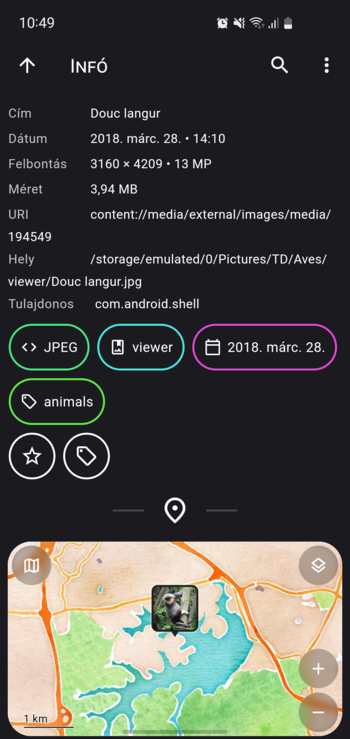 10:49
INFÓ
Cím Douc langur
Dátum 2018. márc. 28. • 14:10
Felbontás 3160 × 4209 • 13 MP
Méret 3,94 MB
URI content://media/external/images/media/
194549
Hely /storage/emulated/0/Pictures/TD/Aves/
viewer/Douc langur.jpg
Tulajdonos com.android.shell
JPEG viewer 2018. márc. 28.
animals
1 km